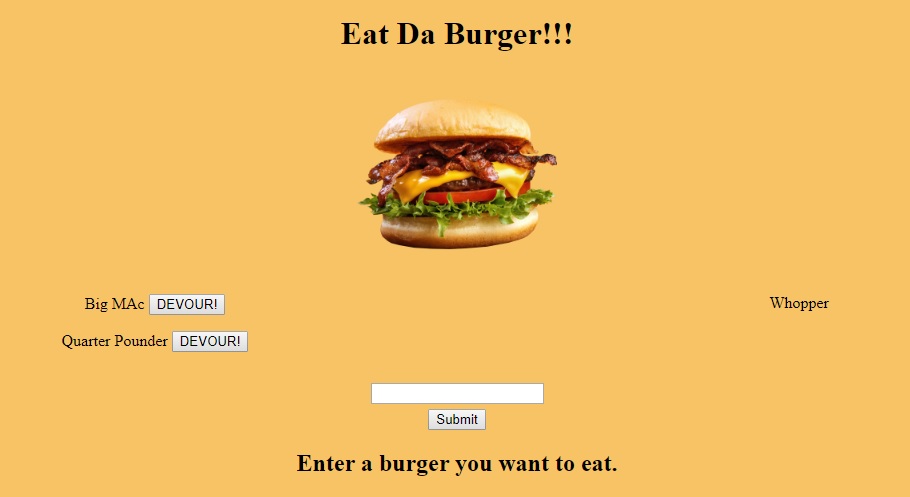 Eat Da Burger!!!
Big MAc DEVOUR! Whopper
Quarter Pounder DEVOUR!
Submit
Enter a burger you want to eat.